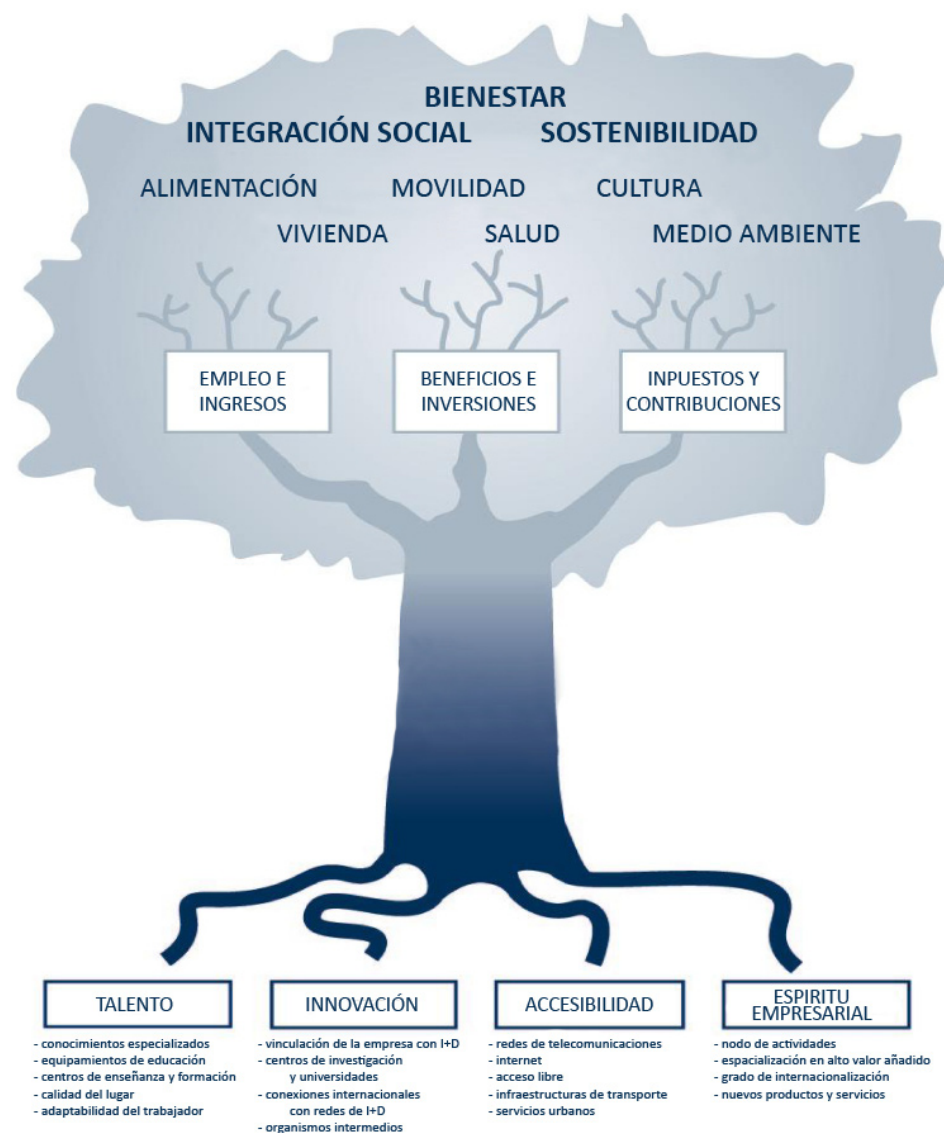 BIENESTAR
INTEGRACIÓN SOCIAL SOSTENIBILIDAD
ALIMENTACIÓN MOVILIDAD CULTURA
VIVIENDA SALUD MEDIO AMBIENTE
EMPLEO E
INGRESOS
BENEFICIOS E
INVERSIONES
INPUESTOS Y
CONTRIBUCIONES
TALENTO
- conocimientos especializados
- equipamientos de educación
- centros de enseñanza y formación
- calidad del lugar
- adaptabilidad del trabajador
INNOVACIÓN
- vinculación de la empresa con I+D
- centros de investigación
y universidades
- conexiones internacionales
con redes de I+D
- organismos intermedios
ACCESIBILIDAD
- redes de telecomunicaciones
- internet
- acceso libre
- infraestructuras de transporte
- servicios urbanos
ESPIRITU
EMPRESARIAL
- nodo de actividades
- espacialización en alto valor añadido
- grado de internacionalización
- nuevos productos y servicios